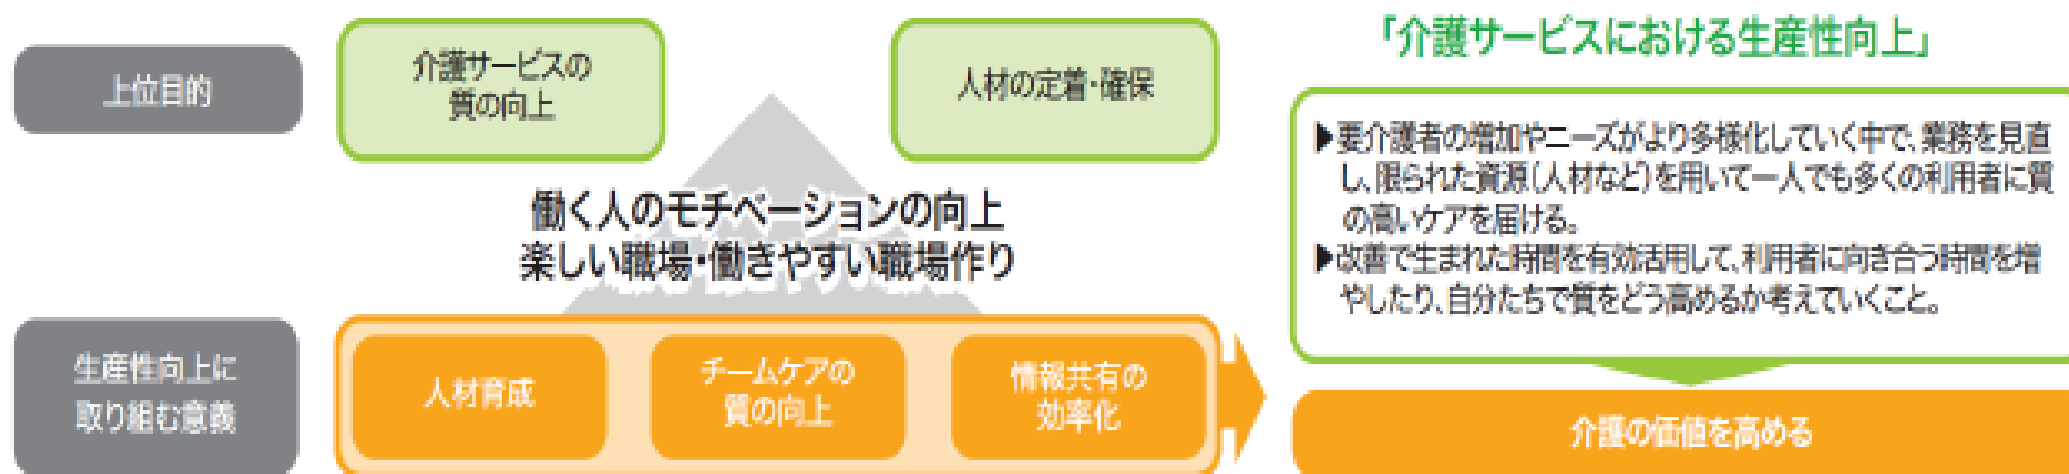 上位目的
介護サービスの
質の向上
人材の定着・確保
働く人のモチベーションの向上
楽しい職場・働きやすい職場作り
生産性向上に
取り組む意義
人材育成
チームケアの
質の向上
情報共有の
効率化
「介護サービスにおける生産性向上」
▶要介護者の増加やニーズがより多様化していく中で、業務を見直
し、限られた資源(人材など)を用いて一人でも多くの利用者に質
の高いケアを届ける。
▶改善で生まれた時間を有効活用して、利用者に向き合う時間を増
やしたり、自分たちで質をどう高めるか考えていくこと。
介護の価値を高める